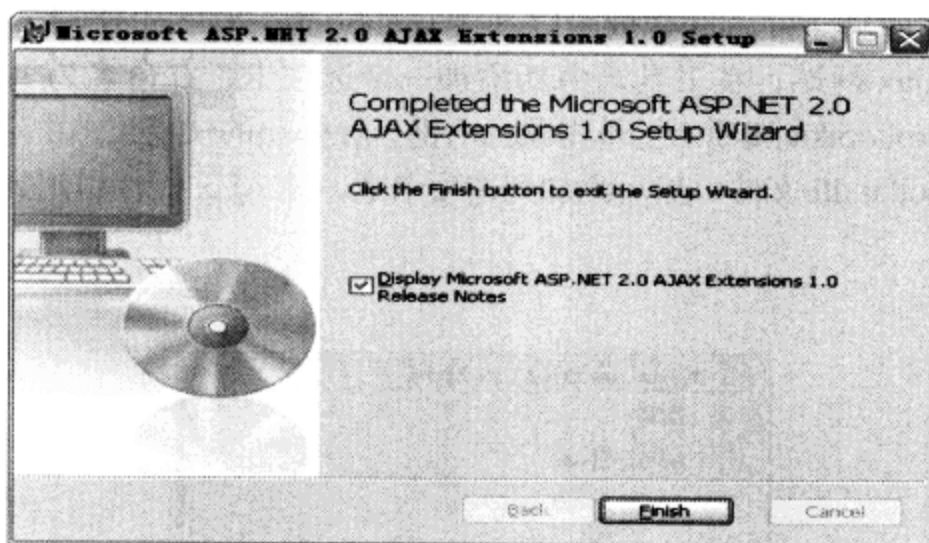 Microsoft ASP.NET 2.0 AJAX Extensions 1.0 Setup
Completed the Microsoft ASP.NET 2.0
AJAX Extensions 1.0 Setup Wizard
Click the Finish button to exit the Setup Wizard.
Display Microsoft ASP.NET 2.0 AJAX Extensions 1.0
Release Notes
Back Finish Cancel